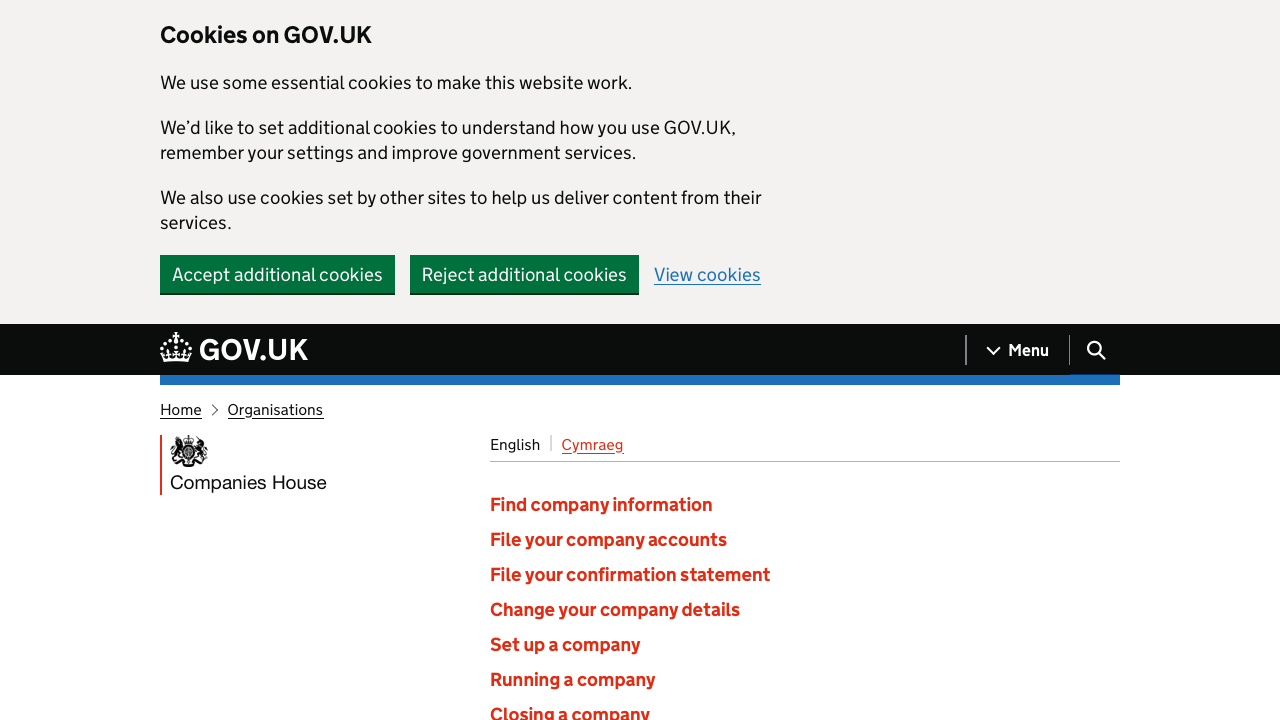 Cookies on GOV.UK
We use some essential cookies to make this website work.
We’d like to set additional cookies to understand how you use GOV.UK,
remember your settings and improve government services.
We also use cookies set by other sites to help us deliver content from their
services.
Accept additional cookies
Reject additional cookies
View cookies
GOV.UK
Menu
Home
Organisations
Companies House
English
Cymraeg
Find company information
File your company accounts
File your confirmation statement
Change your company details
Set up a company
Running a company
Closing a company